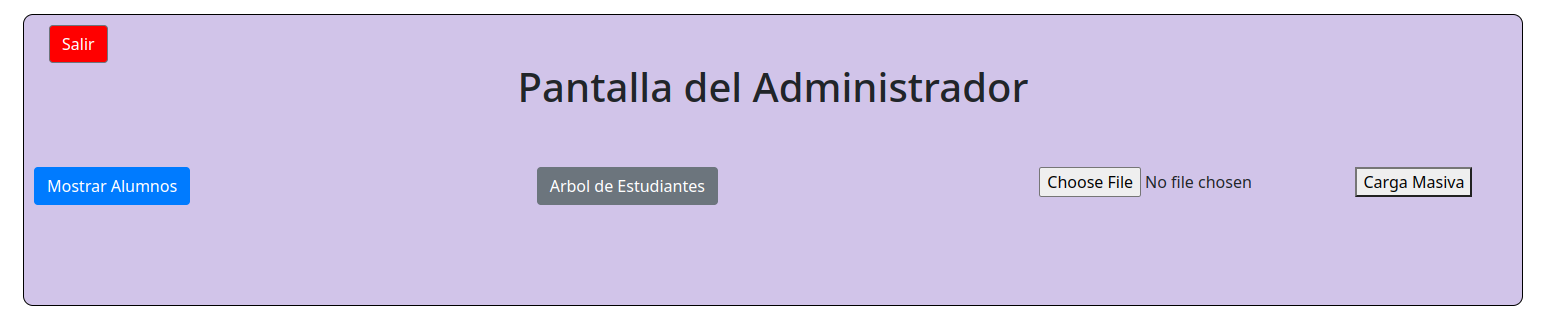 Salir
Pantalla del Administrador
Mostrar Alumnos Arbol de Estudiantes Choose File No file chosen Carga Masiva